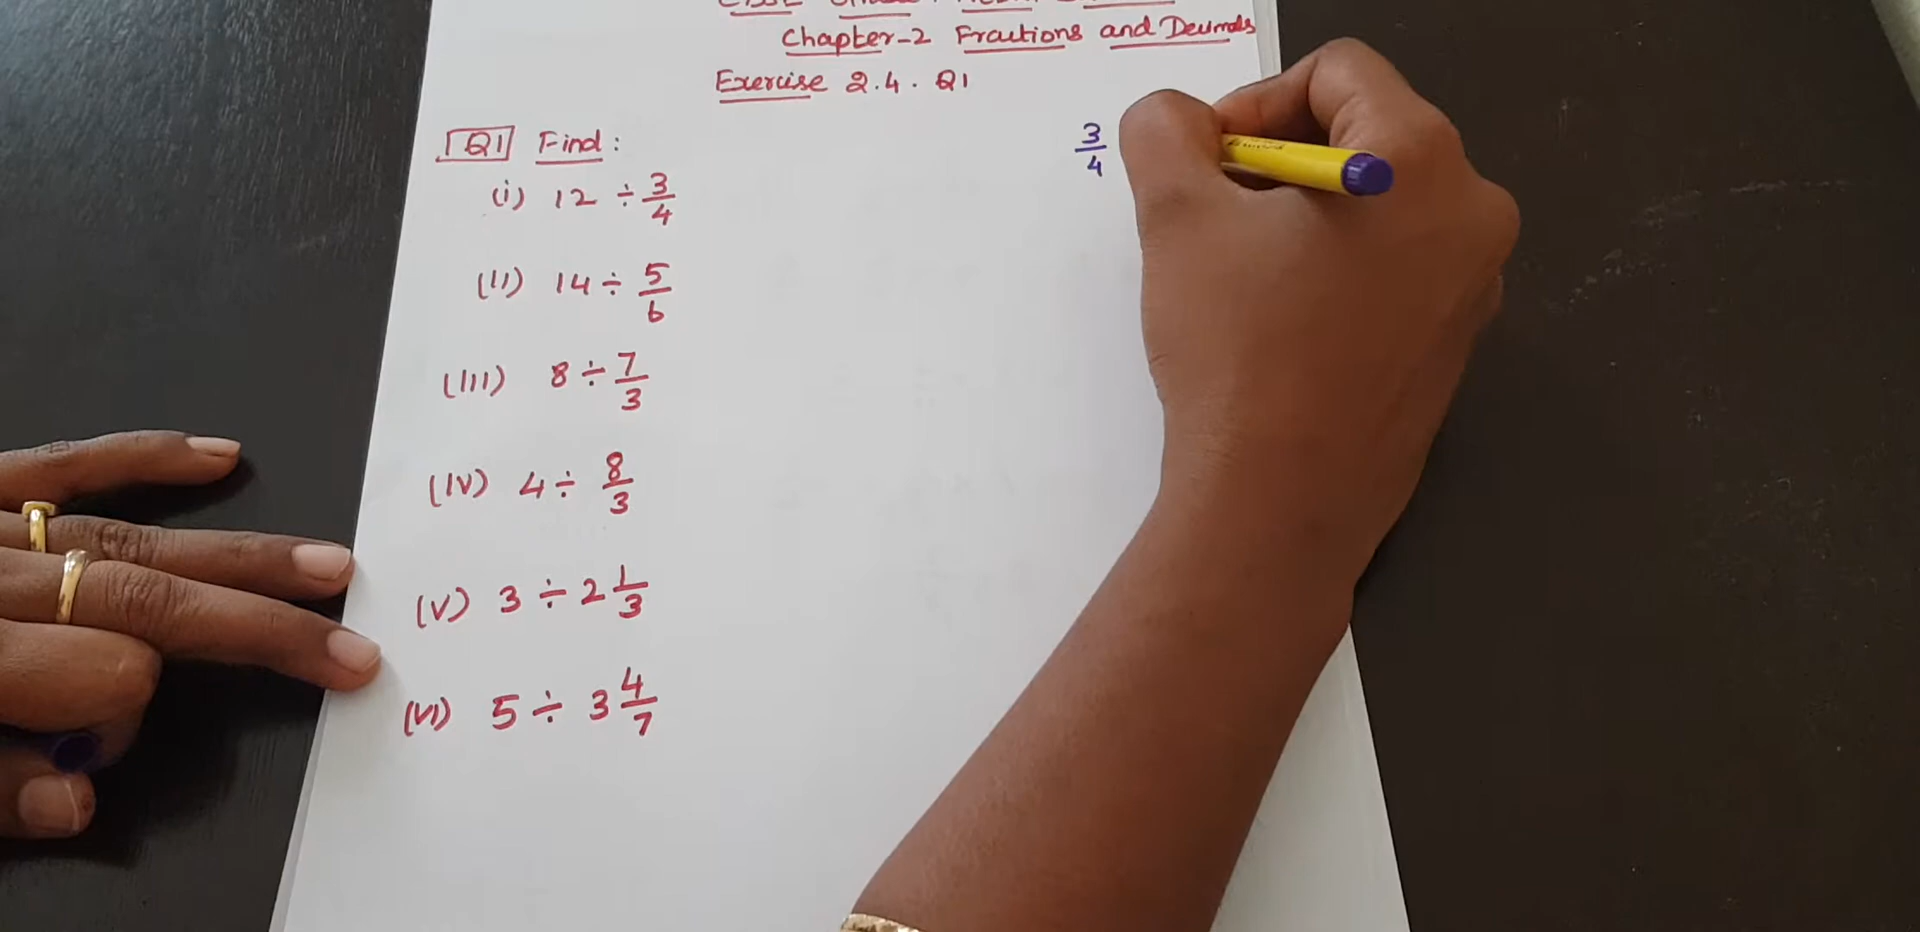 Chapter-2 Fractions and Decimals
Exercise 2.4. Q1
Q1 Find:
(i) 12 ÷ 3/4
(ii) 14 ÷ 5/6
(iii) 8 ÷ 7/3
(iv) 4 ÷ 8/3
(v) 3 ÷ 2 1/3
(vi) 5 ÷ 3 4/7
3/4